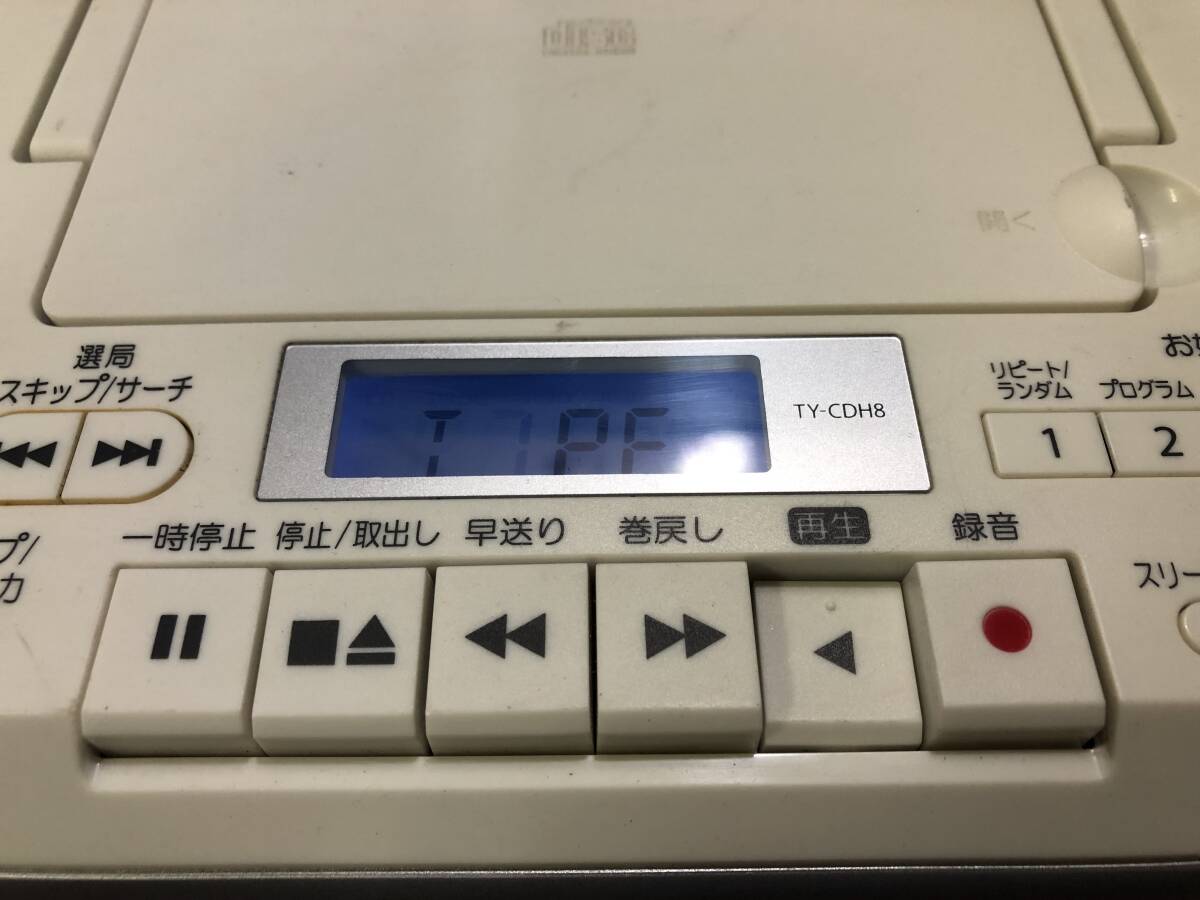 開く
選局
スキップ/サーチ
TY-CDH8
リピート/
ランダム
プログラム
1
2
一時停止
停止/取出し
早送り
巻戻し
再生
録音